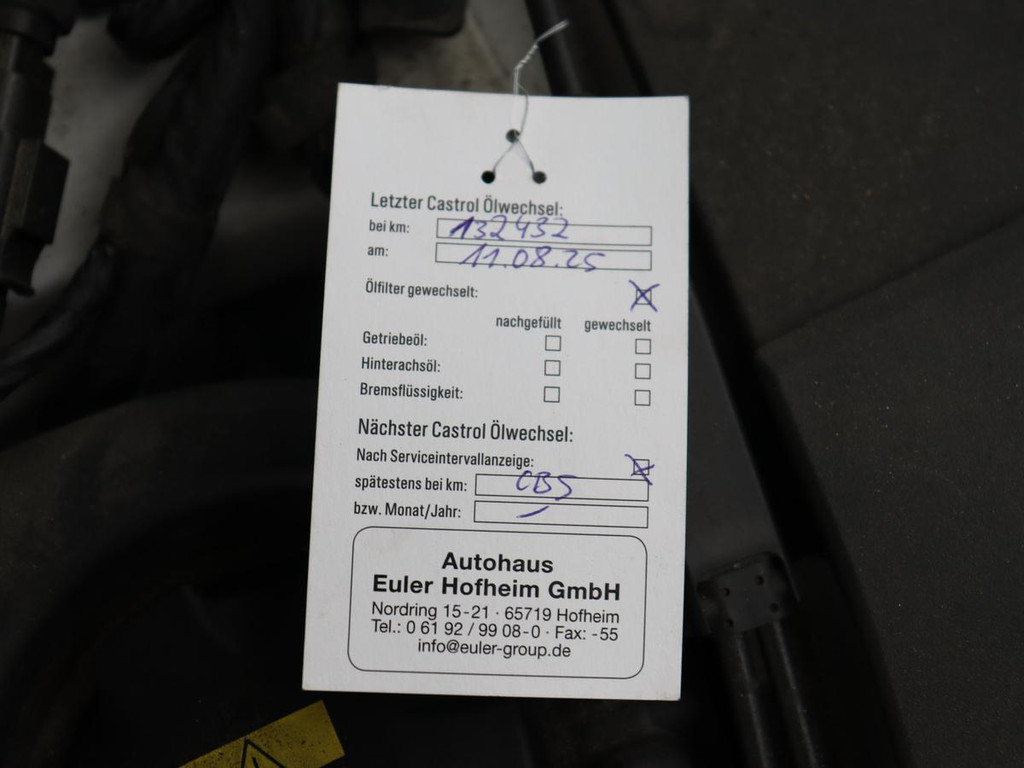 Letzter Castrol Ölwechsel:
bei km: 132432
am: 11.08.25
Ölfilter gewechselt:
nachgefüllt gewechselt
Getriebeöl:
Hinterachsöl:
Bremsflüssigkeit:
Nächster Castrol Ölwechsel:
Nach Serviceintervallanzeige:
spätestens bei km: CBS
bzw. Monat/Jahr: –
Autohaus
Euler Hofheim GmbH
Nordring 15-21 · 65719 Hofheim
Tel.: 0 61 92 / 99 08-0 · Fax: -55
info@euler-group.de